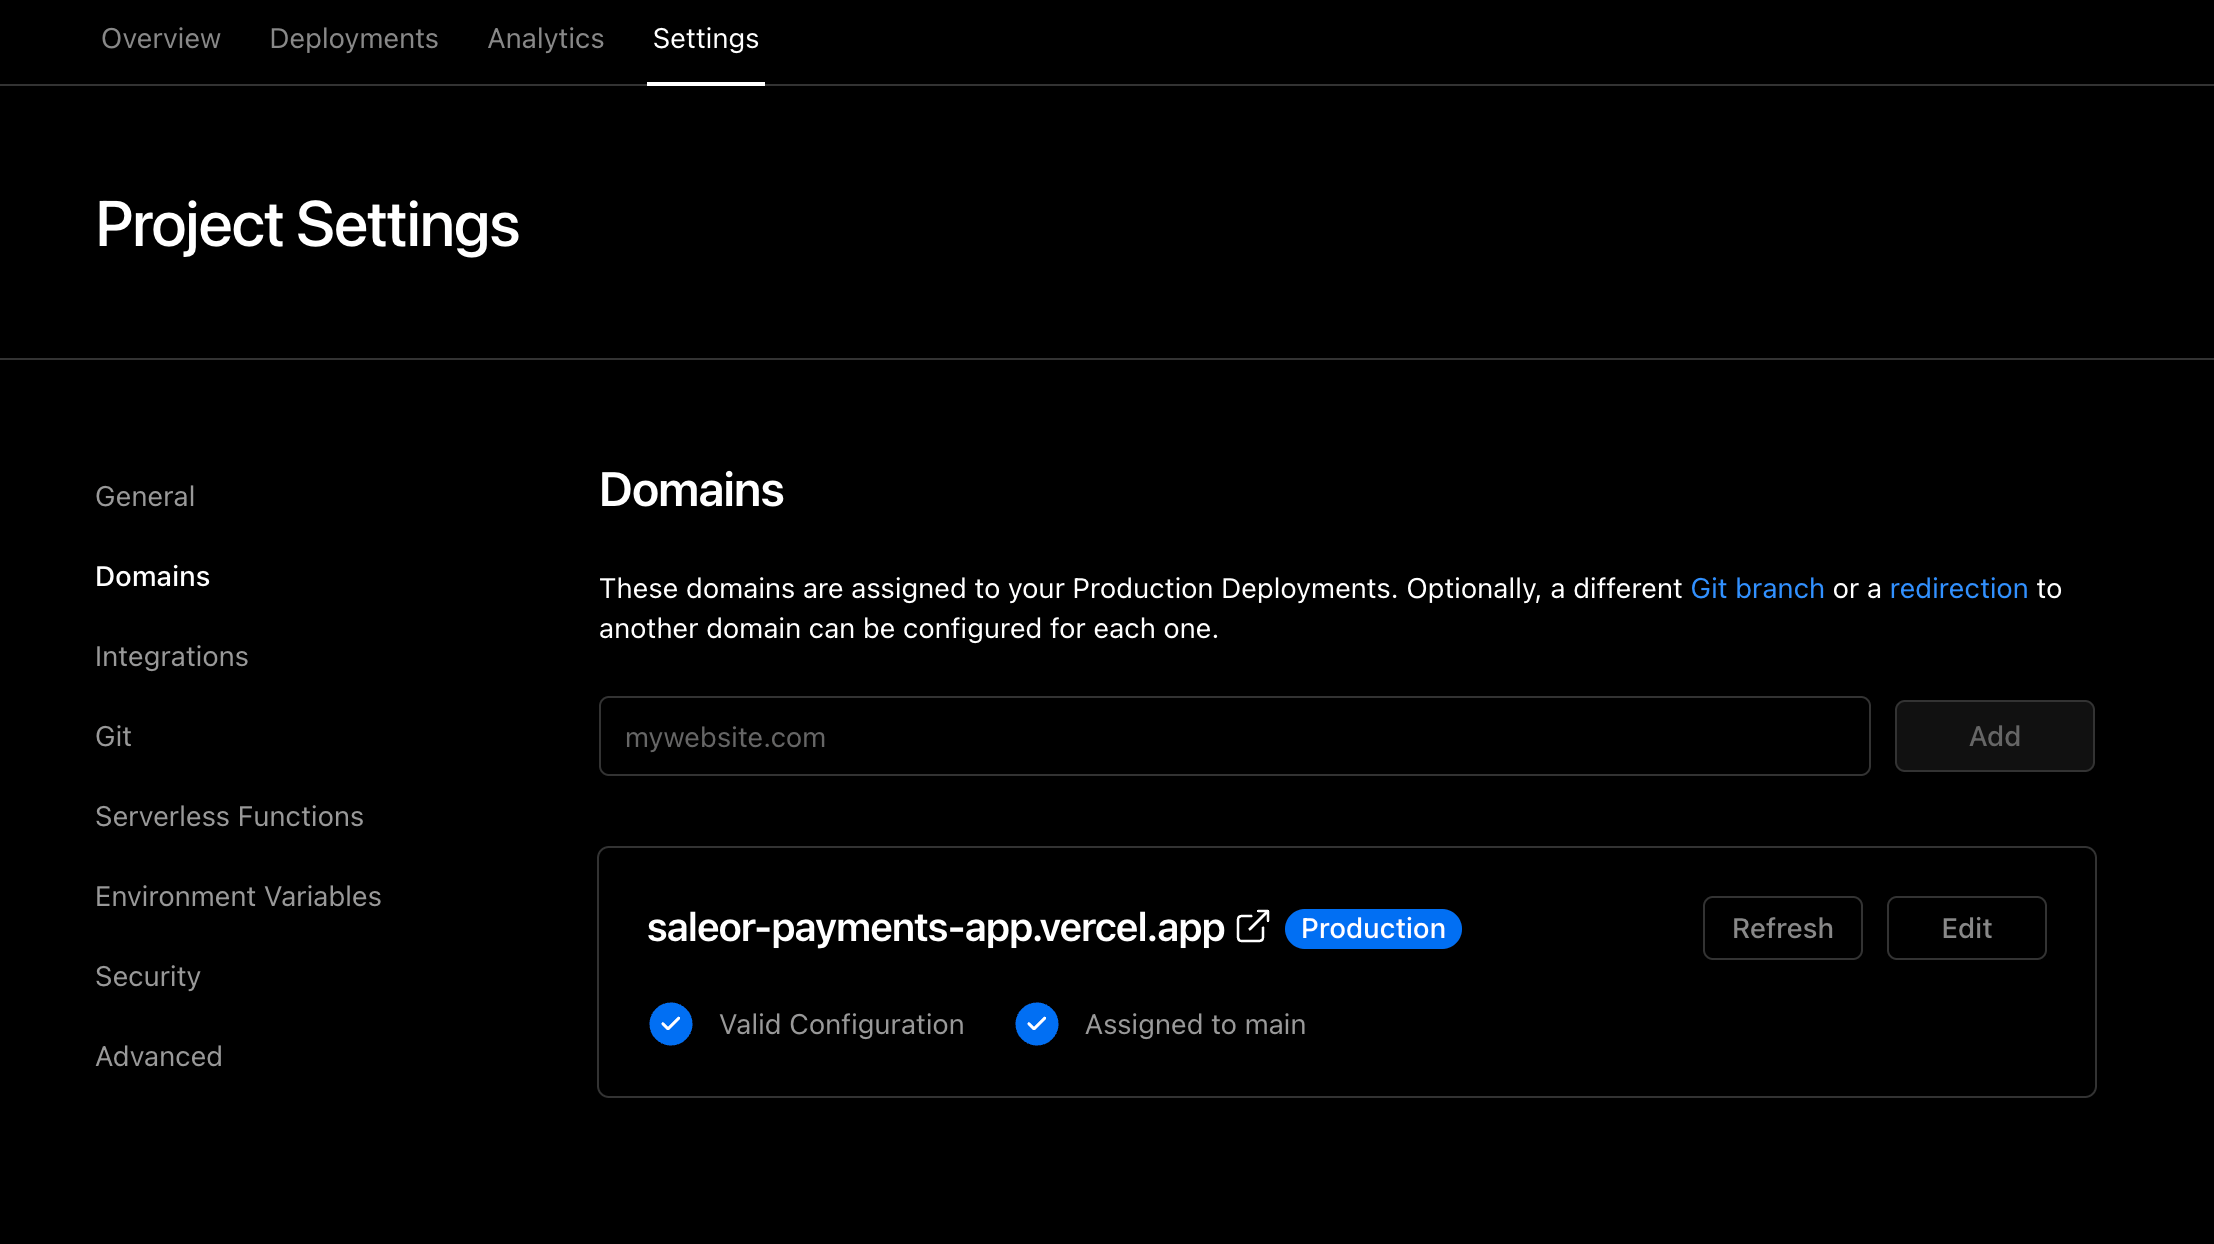 Overview Deployments Analytics Settings
Project Settings
General
Domains
Integrations
Git
Serverless Functions
Environment Variables
Security
Advanced
Domains
These domains are assigned to your Production Deployments. Optionally, a different Git branch or a redirection to
another domain can be configured for each one.
mywebsite.com Add
saleor-payments-app.vercel.app Production Refresh Edit
Valid Configuration Assigned to main